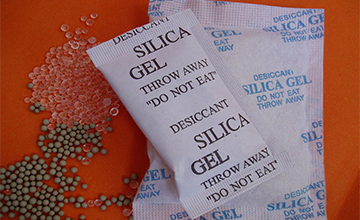 DESICCANT
SILICA
GEL
THROW AWAY
"DO NOT EAT"
DESICCANT
SILICA
GEL
THROW AWAY
"DO NOT EAT"
DESICCANT
SILICA GEL
DO NOT EAT
THROW AWAY
DESICCANT
SILICA GEL
DO NOT EAT
THROW AWAY
DESICCANT